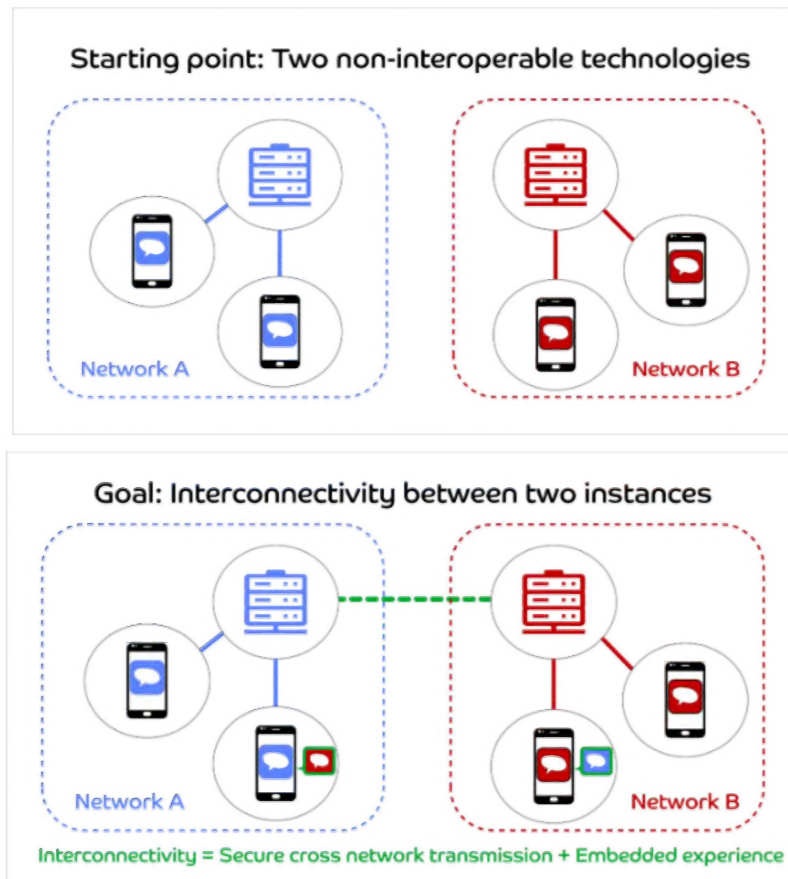 Starting point: Two non-interoperable technologies
Network A
Network B
Goal: Interconnectivity between two instances
Network A
Network B
Interconnectivity = Secure cross network transmission + Embedded experience